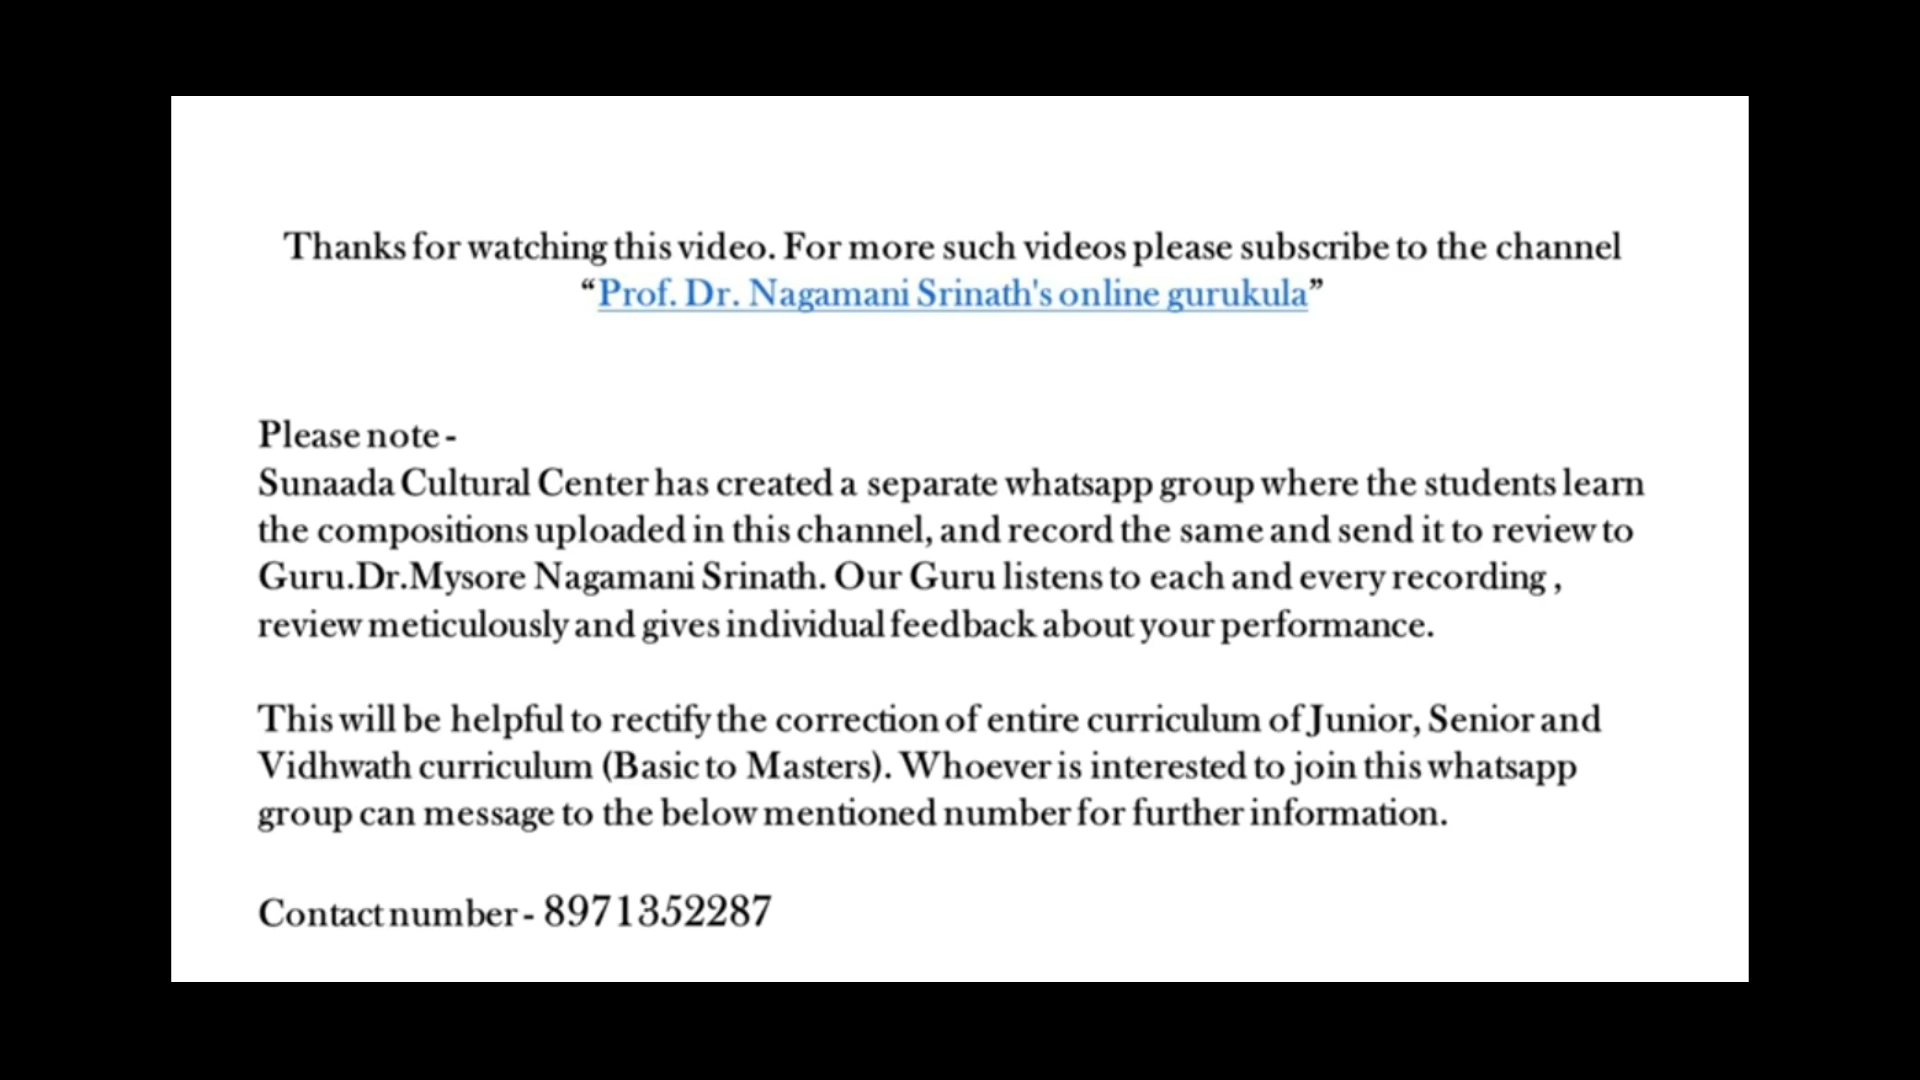 Thanks for watching this video. For more such videos please subscribe to the channel
“Prof. Dr. Nagamani Srinath's online gurukula”
Please note -
Sunaada Cultural Center has created a separate whatsapp group where the students learn
the compositions uploaded in this channel, and record the same and send it to review to
Guru.Dr.Mysore Nagamani Srinath. Our Guru listens to each and every recording ,
review meticulously and gives individual feedback about your performance.
This will be helpful to rectify the correction of entire curriculum of Junior, Senior and
Vidhwath curriculum (Basic to Masters). Whoever is interested to join this whatsapp
group can message to the below mentioned number for further information.
Contact number - 8971352287